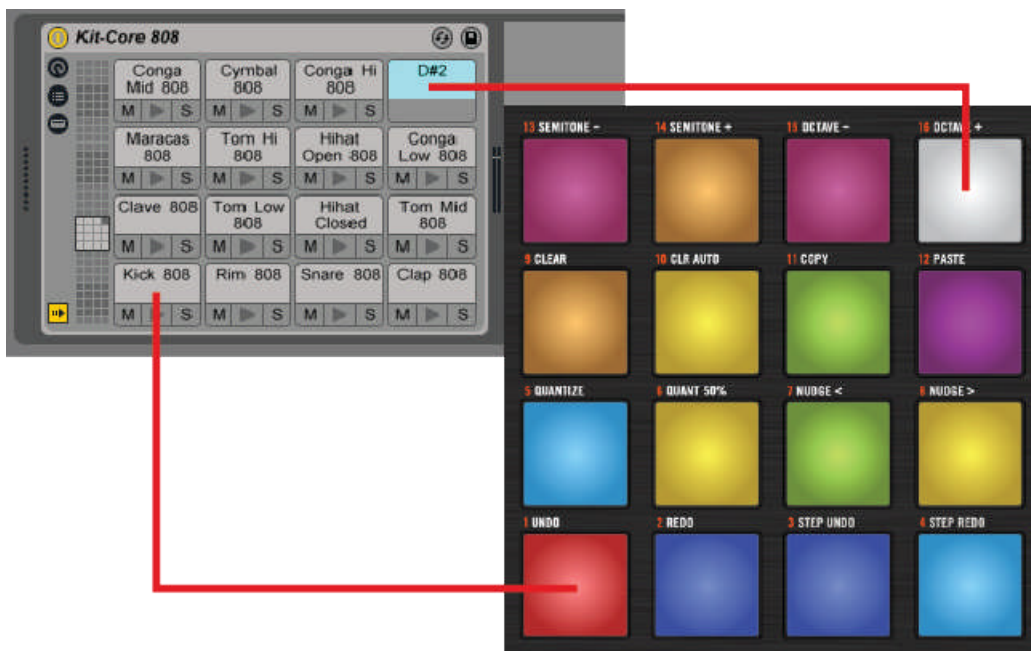 Kit-Core 808
Conga Mid 808
Cymbal 808
Conga Hi 808
D#2
M S M S M S
Maracas 808
Tom Hi 808
Hihat Open 808
Conga Low 808
M S M S M S M S
Clave 808
Tom Low 808
Hihat Closed
Tom Mid 808
M S M S M S M S
Kick 808
Rim 808
Snare 808
Clap 808
M S M S M S M S
13 SEMITONE -
14 SEMITONE +
15 OCTAVE -
16 OCTAVE +
9 CLEAR
10 CLR AUTO
11 COPY
12 PASTE
5 QUANTIZE
6 QUANT 50%
7 NUDGE <
8 NUDGE >
1 UNDO
2 REDO
3 STEP UNDO
4 STEP REDO